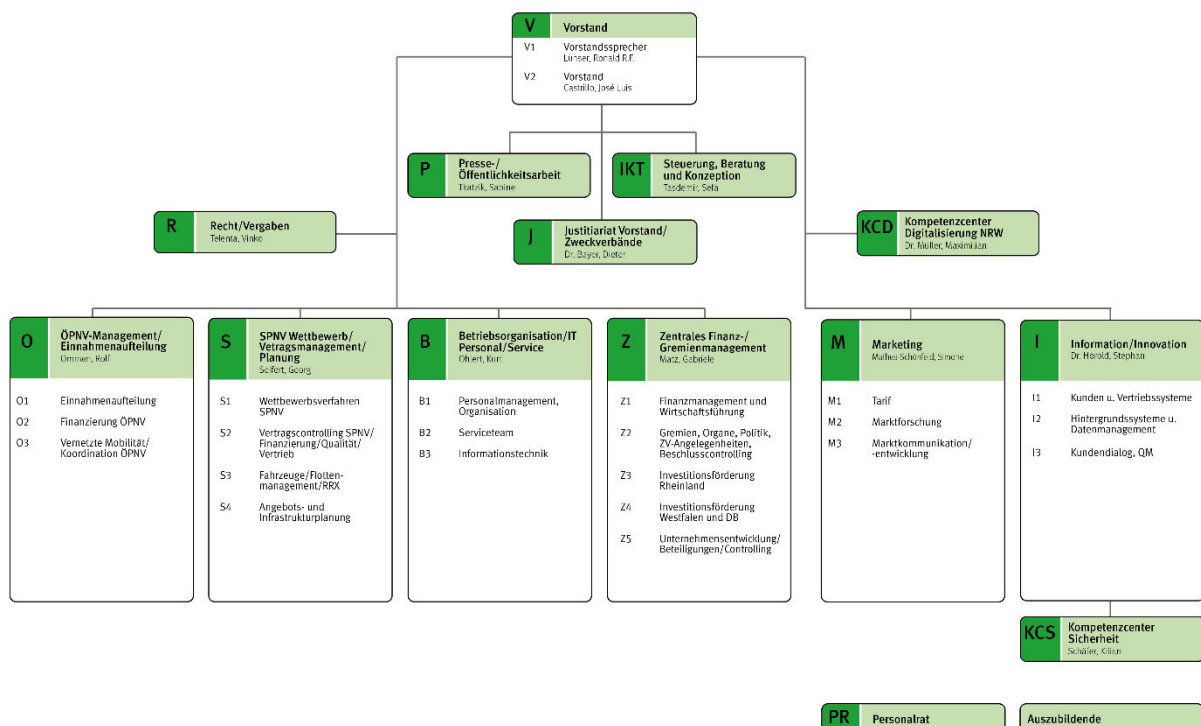 V Vorstand
V1 Vorstandssprecher
Lünser, Ronald R.F.
V2 Vorstand
Castrillo, José Luis
P Presse-/
Öffentlichkeitsarbeit
Tkatzik, Sabine
IKT Steuerung, Beratung
und Konzeption
Tasdemir, Sefa
R Recht/Vergaben
Telenta, Vinko
J Justitiariat Vorstand/
Zweckverbände
Dr. Bayer, Dieter
KCD Kompetenzcenter
Digitalisierung NRW
Dr. Müller, Maximilian
O ÖPNV-Management/
Einnahmenaufteilung
Ommen, Rolf
O1 Einnahmenaufteilung
O2 Finanzierung ÖPNV
O3 Vernetzte Mobilität/
Koordination ÖPNV
S SPNV Wettbewerb/
Vetragsmanagement/
Planung
Seifert, Georg
S1 Wettbewerbsverfahren
SPNV
S2 Vertragscontrolling SPNV/
Finanzierung/Qualität/
Vertrieb
S3 Fahrzeuge/Flotten-
management/RRX
S4 Angebots- und
Infrastrukturplanung
B Betriebsorganisation/IT
Personal/Service
Ohlert, Kurt
B1 Personalmanagement,
Organisation
B2 Serviceteam
B3 Informationstechnik
Z Zentrales Finanz-/
Gremienmanagement
Matz, Gabriele
Z1 Finanzmanagement und
Wirtschaftsführung
Z2 Gremien, Organe, Politik,
ZV-Angelegenheiten,
Beschlusscontrolling
Z3 Investitionsförderung
Rheinland
Z4 Investitionsförderung
Westfalen und DB
Z5 Unternehmensentwicklung/
Beteiligungen/Controlling
M Marketing
Mathea-Schönfeld, Simone
M1 Tarif
M2 Marktforschung
M3 Marktkommunikation/
-entwicklung
I Information/Innovation
Dr. Hörold, Stephan
I1 Kunden u. Vertriebssysteme
I2 Hintergrundssysteme u.
Datenmanagement
I3 Kundendialog, QM
KCS Kompetenzcenter
Sicherheit
Schäfer, Kilian
PR Personalrat
Auszubildende